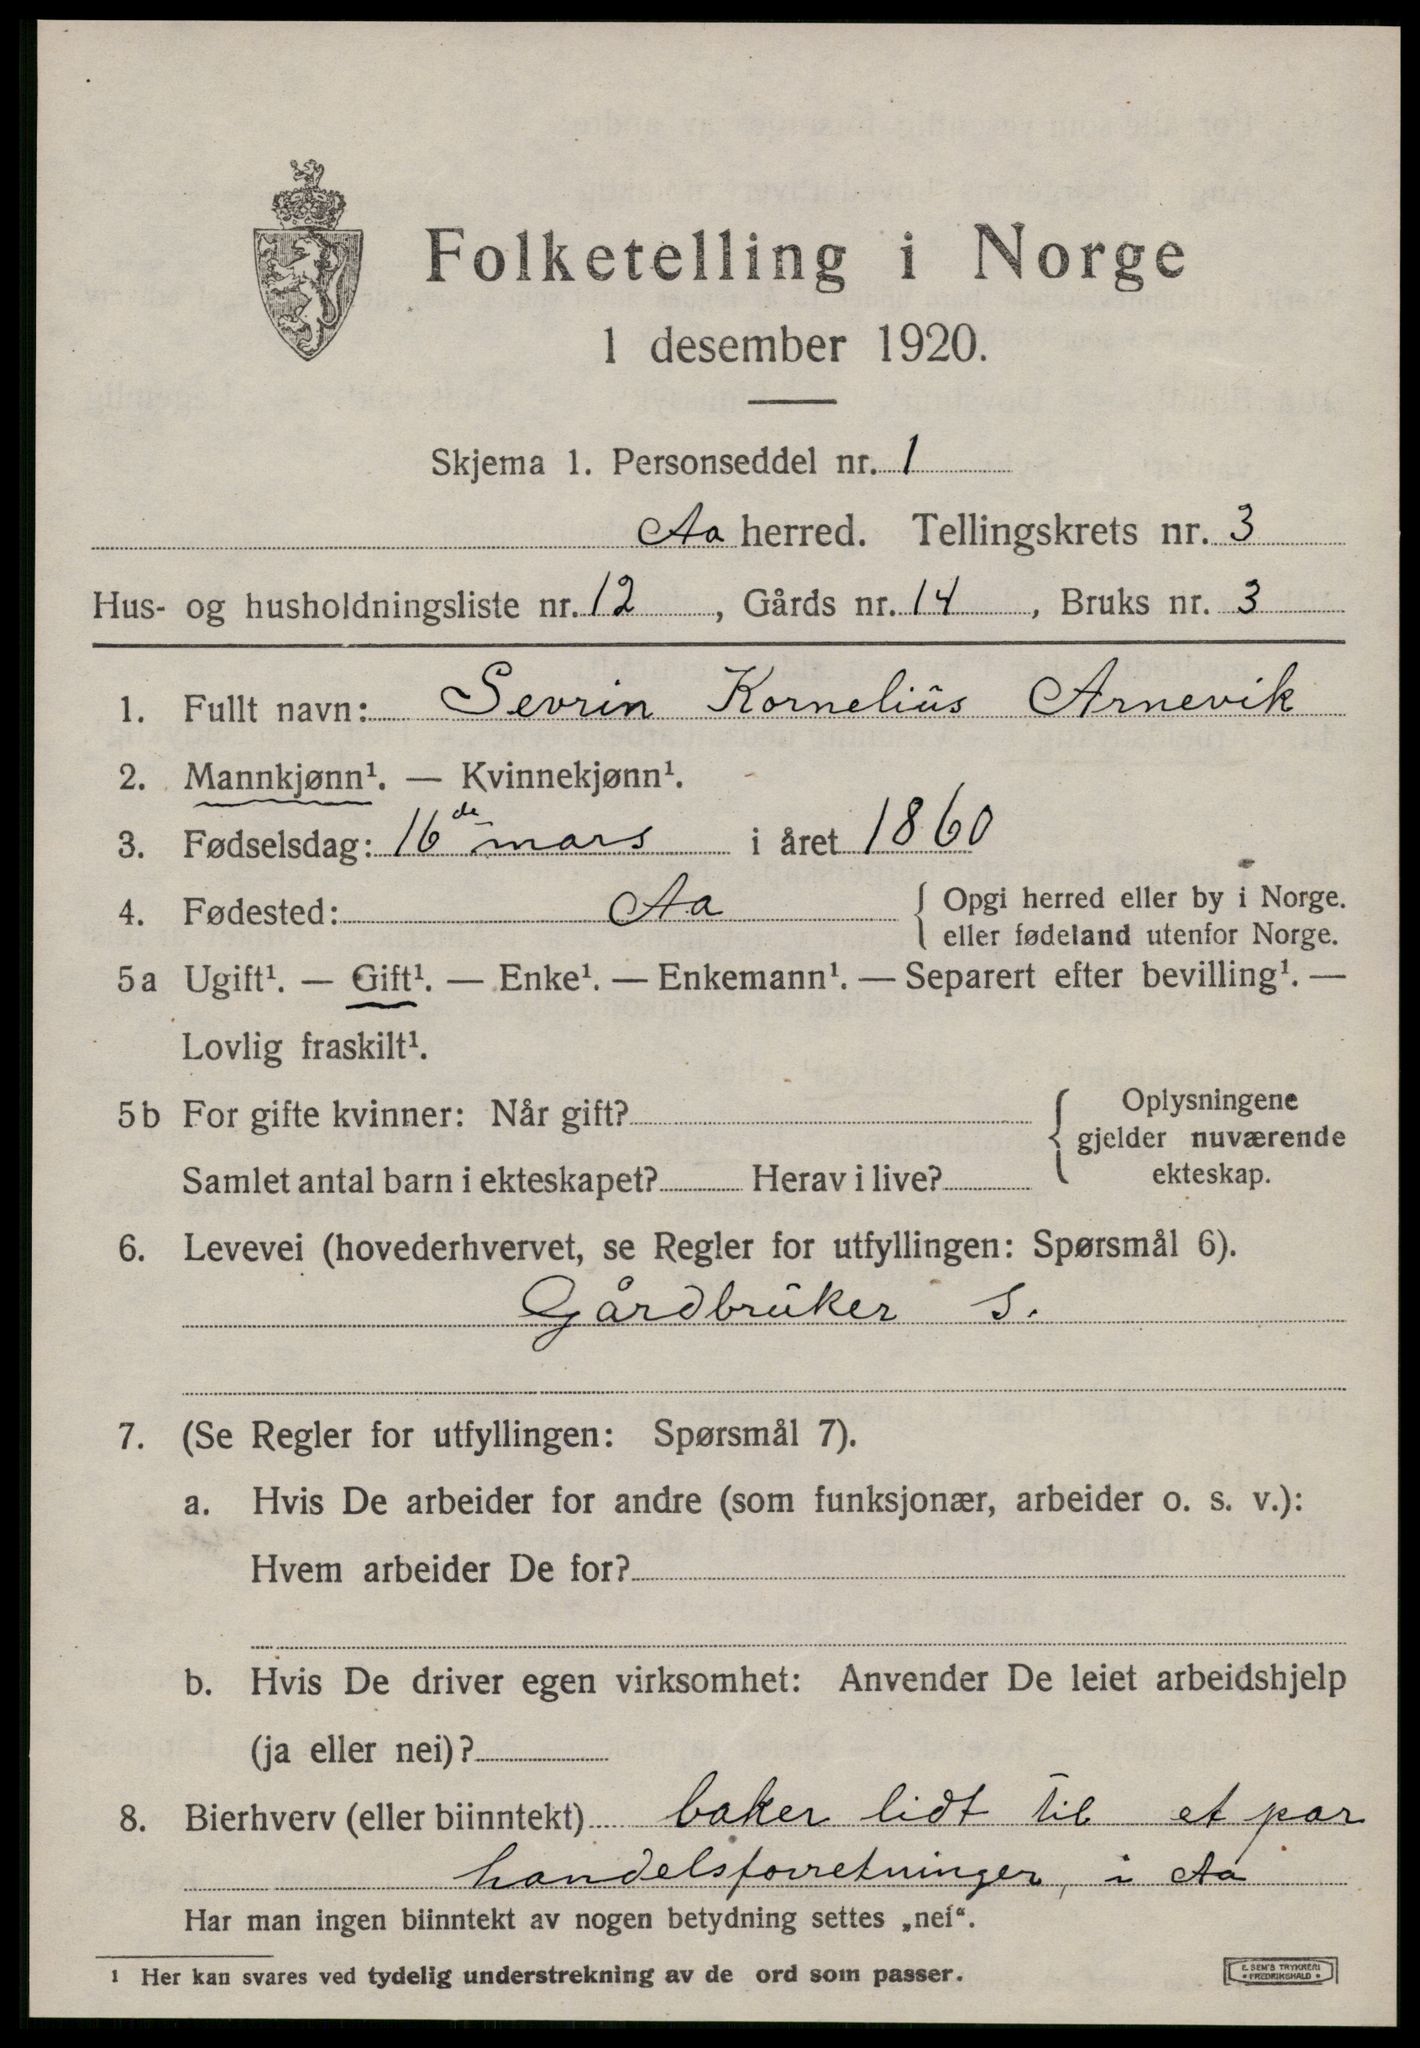 Folketelling i Norge
1 desember 1920.
Skjema 1. Personseddel nr. 1
Aa herred. Tellingskrets nr. 3
Hus- og husholdningsliste nr. 12, Gårds nr. 14, Bruks nr. 3
1. Fullt navn: Sevrin Kornelius Arnevik
2. Mannkjønn¹. — Kvinnekjønn¹.
3. Fødselsdag: 16de mars i året 1860
4. Fødested: Aa { Opgi herred eller by i Norge.
eller fødeland utenfor Norge.
5a Ugift¹. — Gift¹. — Enke¹. — Enkemann¹. — Separert efter bevilling¹. —
Lovlig fraskilt¹.
5b For gifte kvinner: Når gift? { Oplysningene
gjelder nuværende
Samlet antal barn i ekteskapet? Herav i live? ekteskap.
6. Levevei (hovederhvervet, se Regler for utfyllingen: Spørsmål 6).
Gårdbruker S.
7. (Se Regler for utfyllingen: Spørsmål 7).
a. Hvis De arbeider for andre (som funksjonær, arbeider o. s. v.):
Hvem arbeider De for?
b. Hvis De driver egen virksomhet: Anvender De leiet arbeidshjelp
(ja eller nei)?
8. Bierhverv (eller biinntekt) baker lidt til et par
handelsforretninger, i Aa
Har man ingen biinntekt av nogen betydning settes „nei“.
1 Her kan svares ved tydelig understrekning av de ord som passer.
E. SEM'S TRYKKERI
FREDRIKSHALD